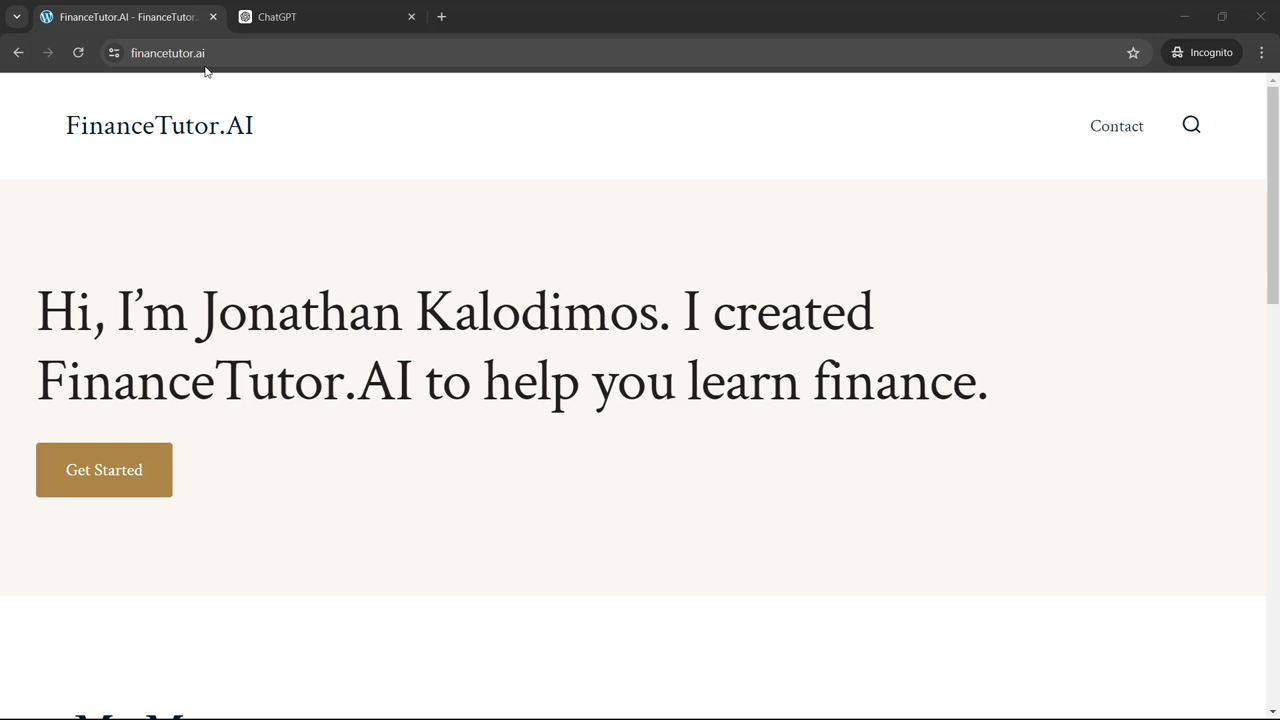 FinanceTutor.AI - FinanceTutor.
ChatGPT
financetutor.ai
Incognito
FinanceTutor.AI
Contact
Hi, I’m Jonathan Kalodimos. I created
FinanceTutor.AI to help you learn finance.
Get Started